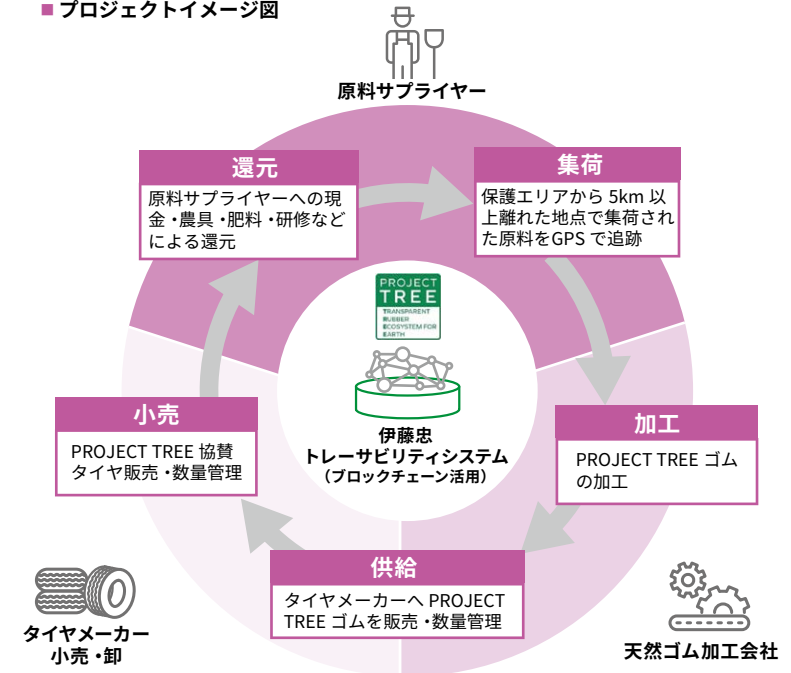 ■ プロジェクトイメージ図
原料サプライヤー
還元
原料サプライヤーへの現
金・農具・肥料・研修など
による還元
集荷
保護エリアから 5km 以
上離れた地点で集荷され
た原料をGPS で追跡
PROJECT
TREE
TRANSPARENT
RUBBER
ECOSYSTEM FOR
EARTH
伊藤忠
トレーサビリティシステム
（ブロックチェーン活用）
小売
PROJECT TREE 協賛
タイヤ販売・数量管理
加工
PROJECT TREE ゴム
の加工
供給
タイヤメーカーへ PROJECT
TREE ゴムを販売・数量管理
タイヤメーカー
小売・卸
天然ゴム加工会社